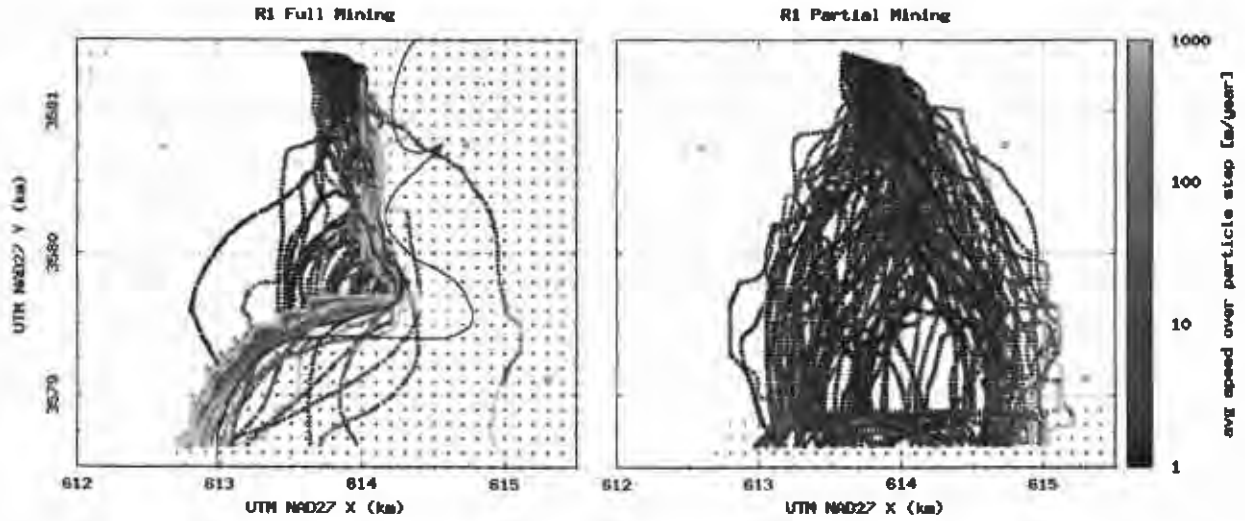 R1 Full Mining
R1 Partial Mining
3581
3580
3579
UTM NAD27 Y (km)
612
613
614
615
UTM NAD27 X (km)
612
613
614
615
UTM NAD27 X (km)
1000
100
10
1
avg speed over particle step [m/year]